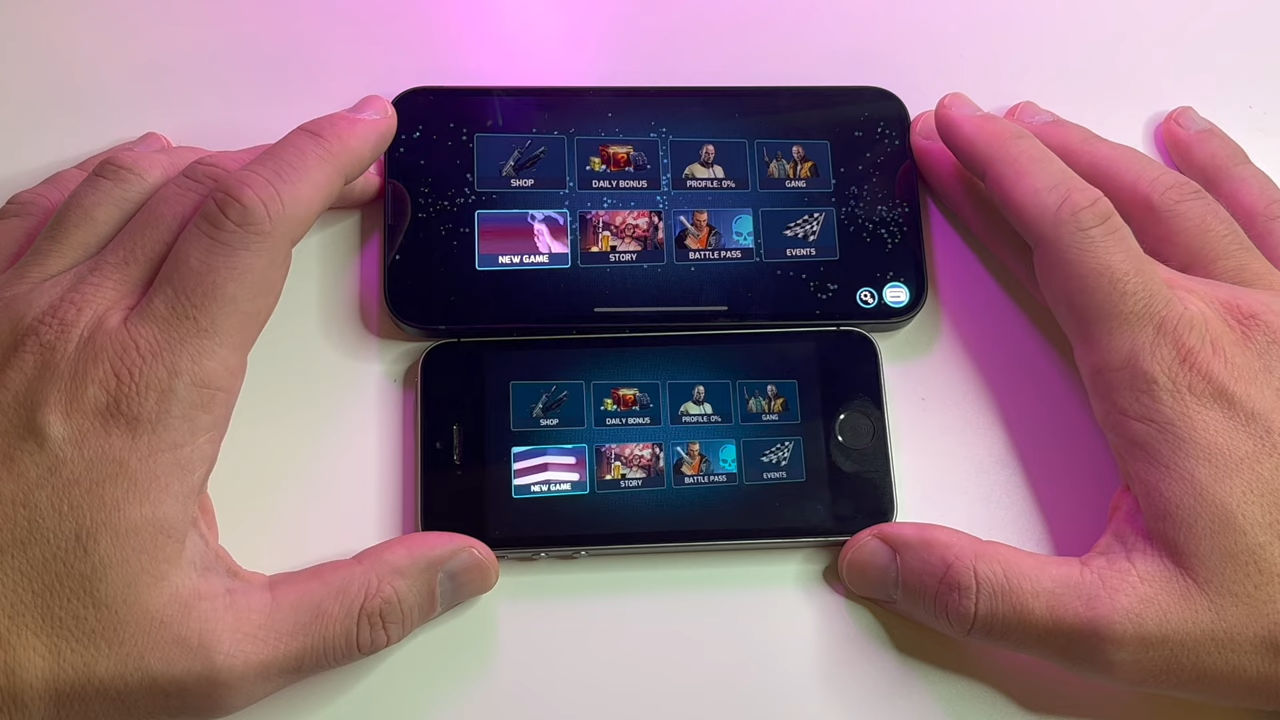 SHOP
DAILY BONUS
PROFILE: 0%
GANG
NEW GAME
STORY
BATTLE PASS
EVENTS
SHOP
DAILY BONUS
PROFILE: 0%
GANG
NEW GAME
STORY
BATTLE PASS
EVENTS